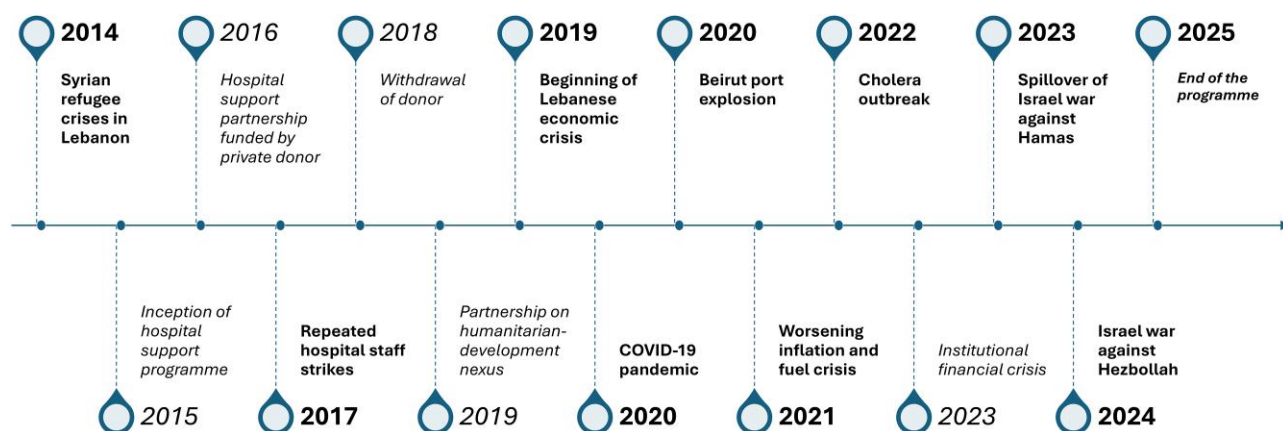 2014
Syrian
refugee
crises in
Lebanon
2016
Hospital
support
partnership
funded by
private donor
2018
Withdrawal
of donor
2019
Beginning of
Lebanese
economic
crisis
2020
Beirut port
explosion
2022
Cholera
outbreak
2023
Spillover of
Israel war
against
Hamas
2025
End of the
programme
Inception of
hospital
support
programme
2015
Repeated
hospital staff
strikes
2017
Partnership on
humanitarian-
development
nexus
2019
COVID-19
pandemic
2020
Worsening
inflation and
fuel crisis
2021
Institutional
financial crisis
2023
Israel war
against
Hezbollah
2024